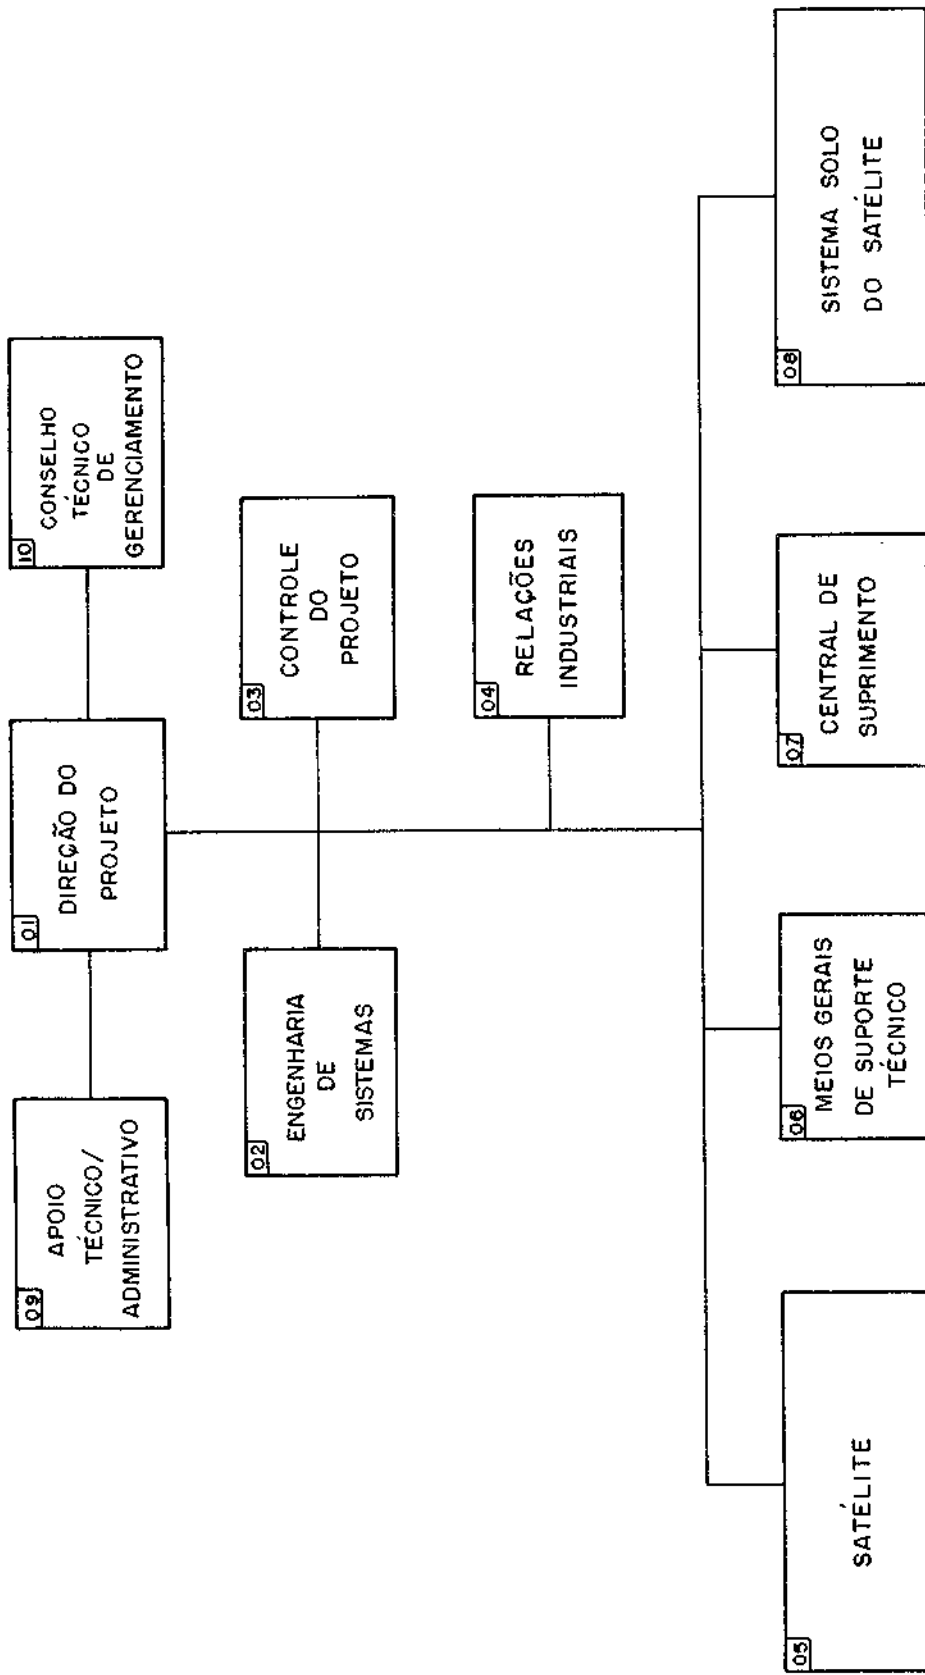 09
APOIO
TÉCNICO/
ADMINISTRATIVO
01
DIREÇÃO DO
PROJETO
10
CONSELHO
TÉCNICO
DE
GERENCIAMENTO
02
ENGENHARIA
DE
SISTEMAS
03
CONTROLE
DO
PROJETO
04
RELAÇÕES
INDUSTRIAIS
05
SATÉLITE
06
MEIOS GERAIS
DE SUPORTE
TÉCNICO
07
CENTRAL DE
SUPRIMENTO
08
SISTEMA SOLO
DO SATÉLITE